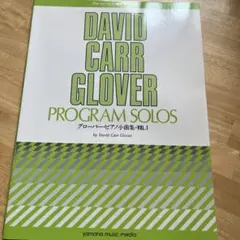 DAVID
CARR
GLOVER
PROGRAM SOLOS
グローバー・ピアノ小曲集・VOL.1
by David Carr Glover
yamaha music media